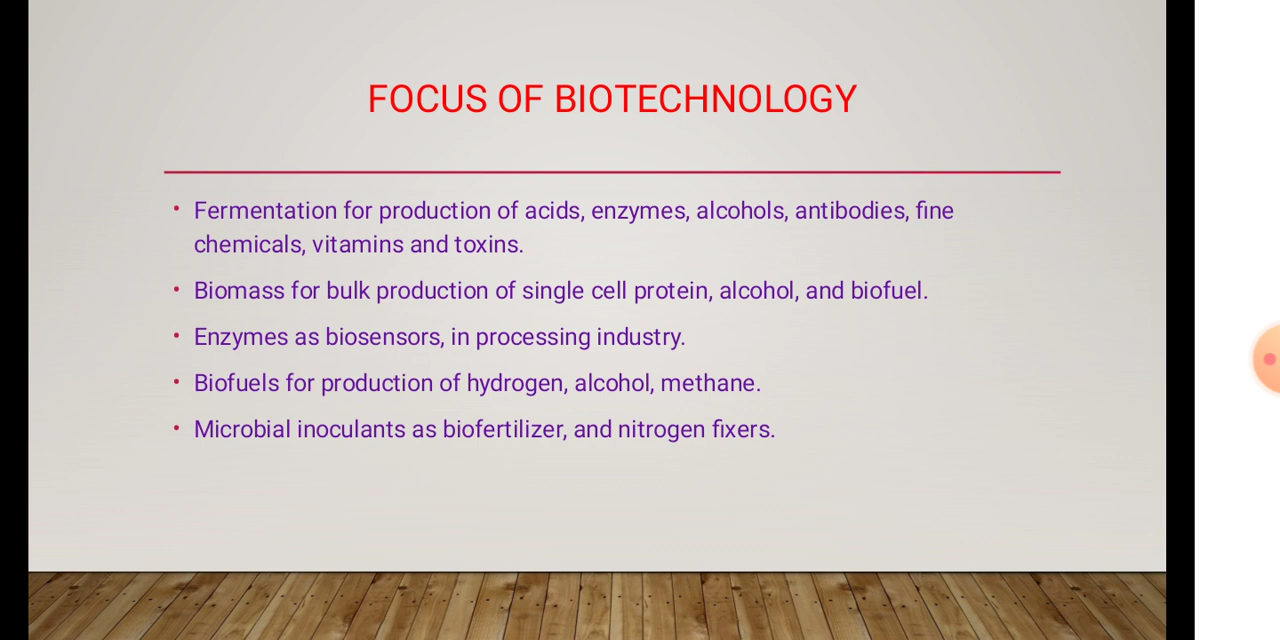 FOCUS OF BIOTECHNOLOGY
• Fermentation for production of acids, enzymes, alcohols, antibodies, fine
chemicals, vitamins and toxins.
• Biomass for bulk production of single cell protein, alcohol, and biofuel.
• Enzymes as biosensors, in processing industry.
• Biofuels for production of hydrogen, alcohol, methane.
• Microbial inoculants as biofertilizer, and nitrogen fixers.